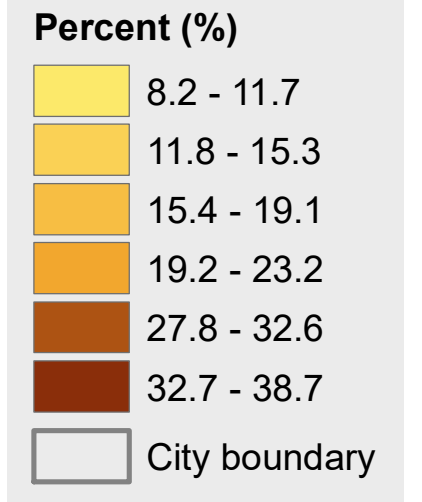 Percent (%)
8.2 - 11.7
11.8 - 15.3
15.4 - 19.1
19.2 - 23.2
27.8 - 32.6
32.7 - 38.7
City boundary